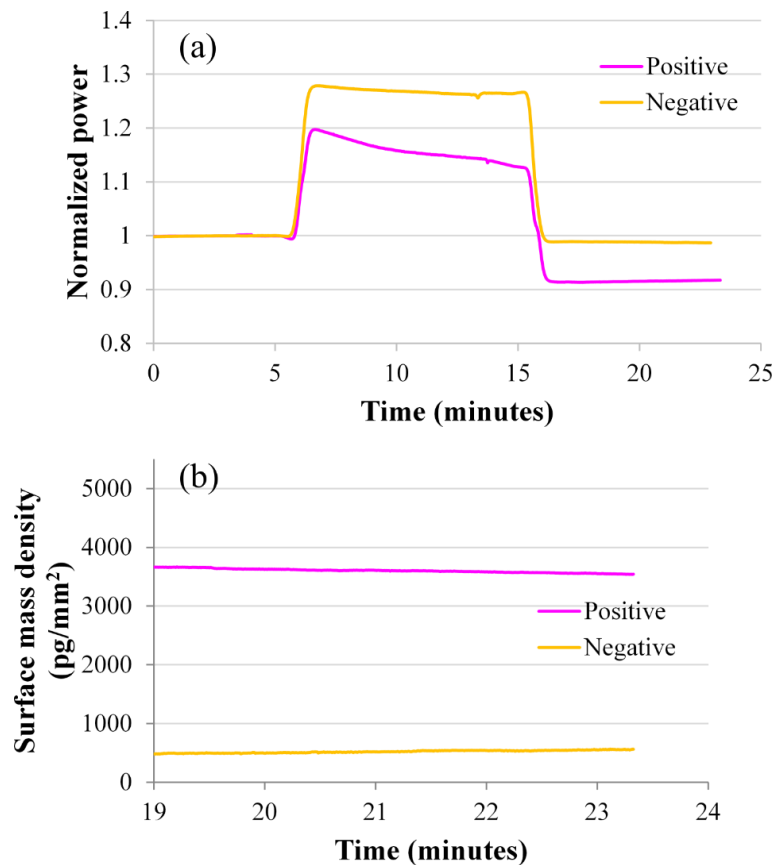 (a)
1.4
1.3
1.2
1.1
1
0.9
0.8
Normalized power
Positive
Negative
0 5 10 15 20 25
Time (minutes)
(b)
5000
4000
3000
2000
1000
0
Surface mass density
(pg/mm²)
Positive
Negative
19 20 21 22 23 24
Time (minutes)